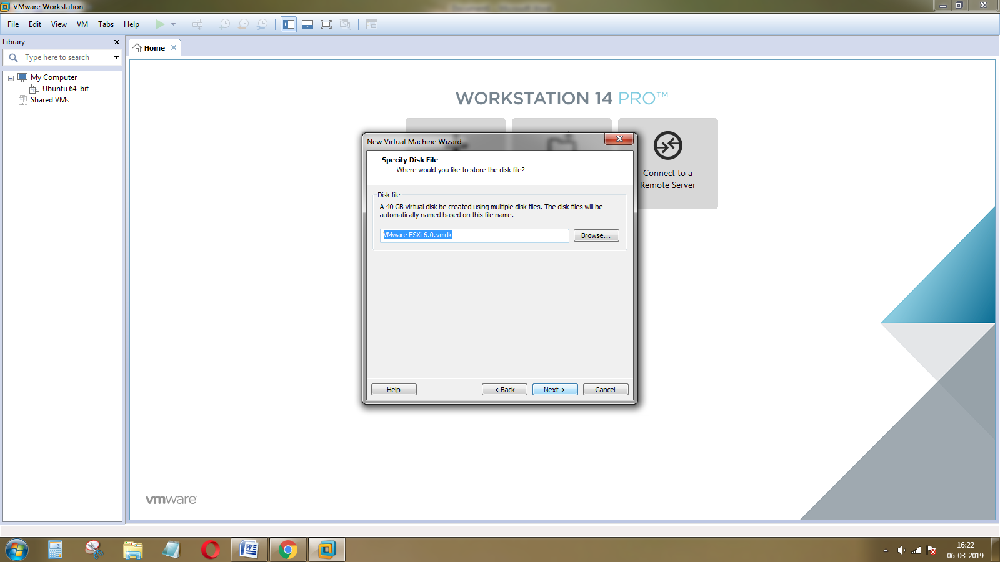 VMware Workstation
File Edit View VM Tabs Help
Library
Type here to search
My Computer
Ubuntu 64-bit
Shared VMs
Home
WORKSTATION 14 PRO™
Connect to a
Remote Server
New Virtual Machine Wizard
Specify Disk File
Where would you like to store the disk file?
Disk file
A 40 GB virtual disk be created using multiple disk files. The disk files will be
automatically named based on this file name.
VMware ESXi 6.0.vmdk
Browse...
Help
< Back
Next >
Cancel
vmware
16:22
06-03-2019